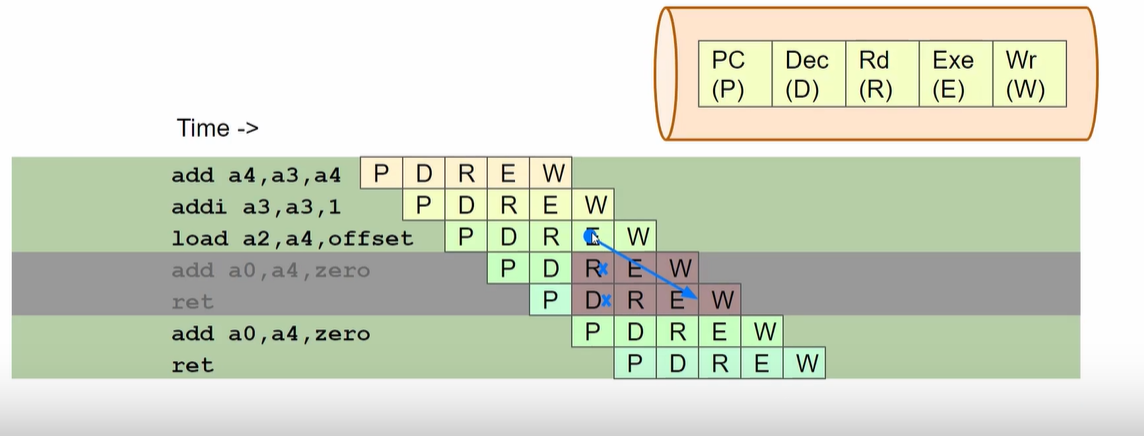 PC Dec Rd Exe Wr
(P) (D) (R) (E) (W)
Time ->
add a4,a3,a4 P D R E W
addi a3,a3,1 P D R E W
load a2,a4,offset P D R E W
add a0,a4,zero P D R E W
ret P D R E W
add a0,a4,zero P D R E W
ret P D R E W